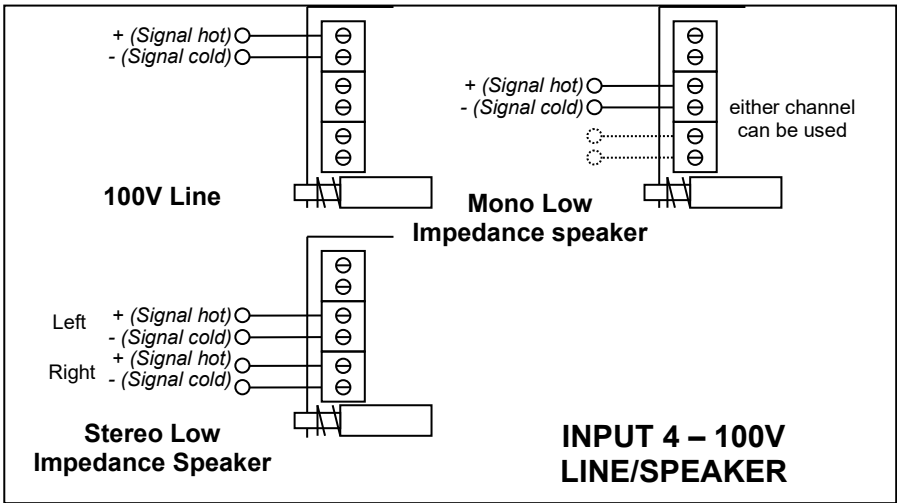 + (Signal hot)
- (Signal cold)
100V Line
+ (Signal hot)
- (Signal cold)
either channel
can be used
Mono Low
Impedance speaker
Left
+ (Signal hot)
- (Signal cold)
Right
+ (Signal hot)
- (Signal cold)
Stereo Low
Impedance Speaker
INPUT 4 – 100V
LINE/SPEAKER